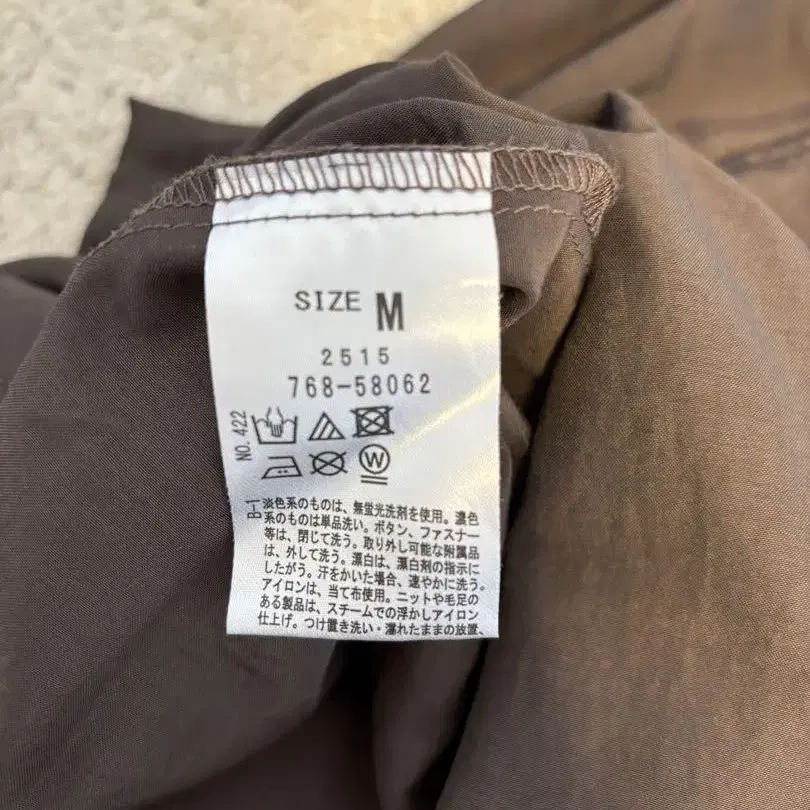 SIZE M
2515
768-58062
NO. 422
W
B-1
淡色系のものは、無蛍光洗剤を使用。濃色
系のものは単品洗い。ボタン、ファスナー
等は、閉じて洗う。取り外し可能な附属品
は、外して洗う。漂白は、漂白剤の指示に
したがう。汗をかいた場合、速やかに洗う。
アイロンは、当て布使用。ニットや毛足の
ある製品は、スチームでの浮かしアイロン
仕上げ。つけ置き洗い・濡れたままの放置、